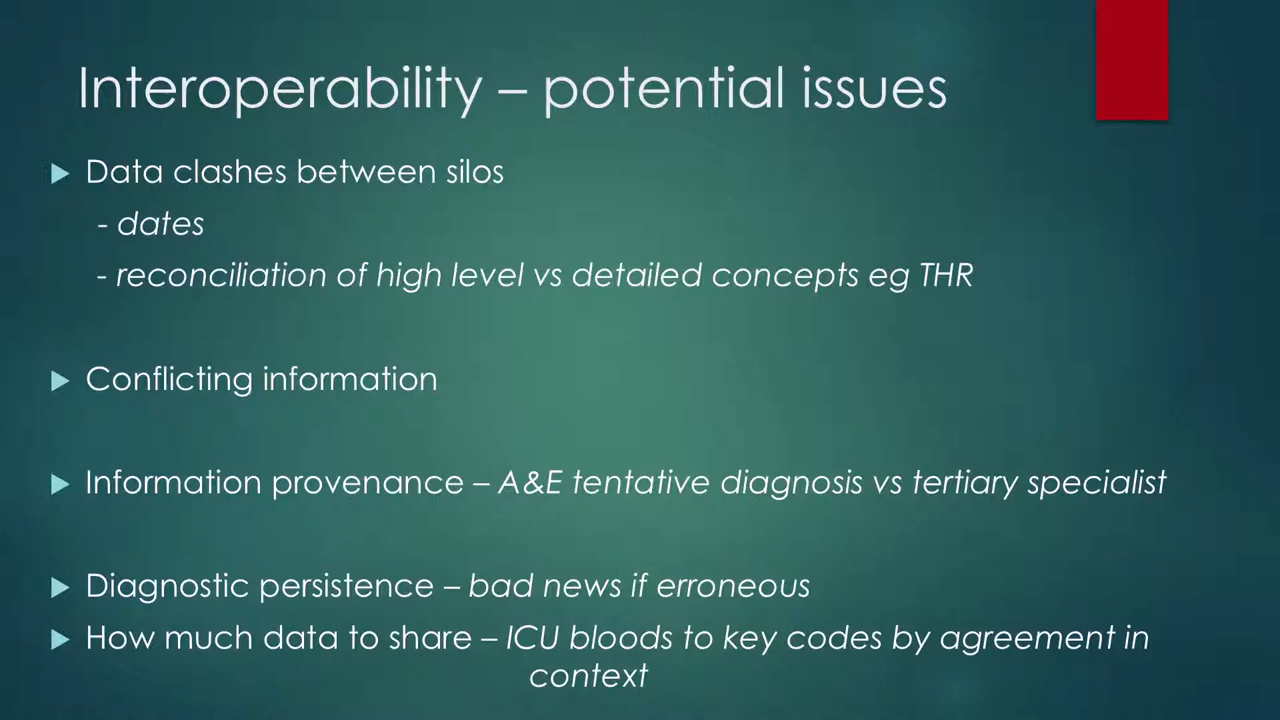 Interoperability – potential issues
Data clashes between silos
- dates
- reconciliation of high level vs detailed concepts eg THR
Conflicting information
Information provenance – A&E tentative diagnosis vs tertiary specialist
Diagnostic persistence – bad news if erroneous
How much data to share – ICU bloods to key codes by agreement in
context